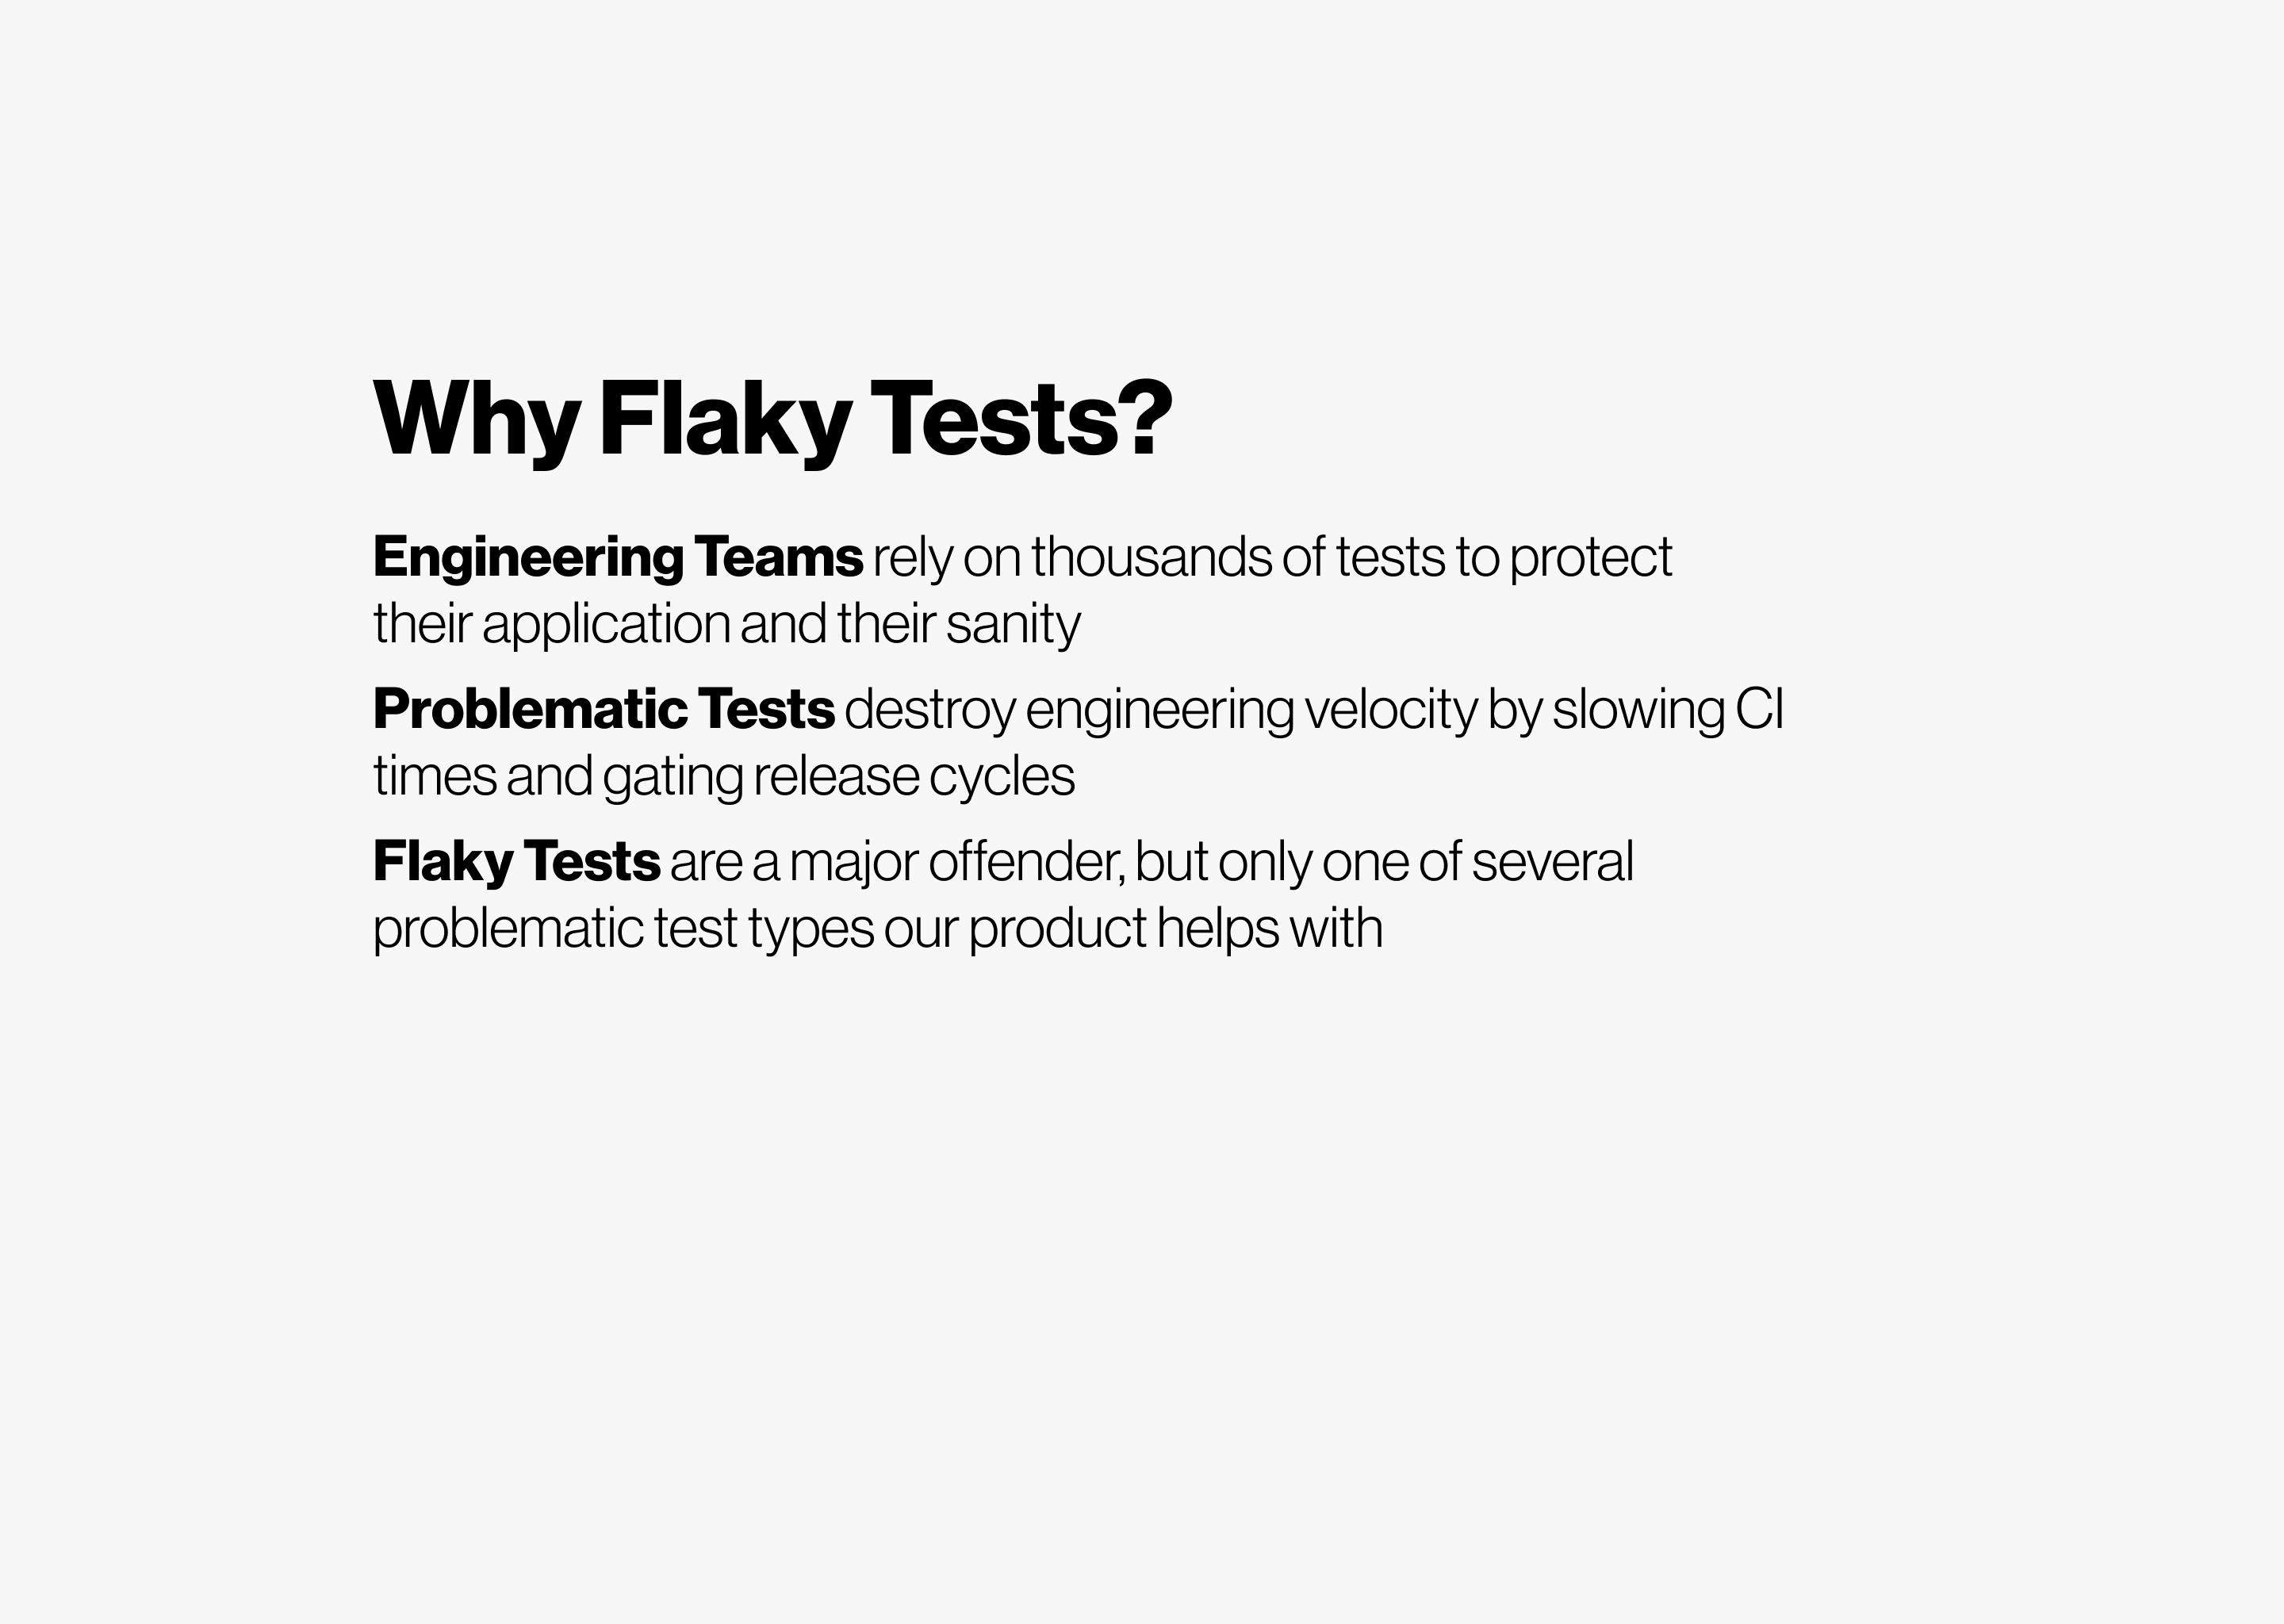 Why Flaky Tests?
Engineering Teams rely on thousands of tests to protect
their application and their sanity
Problematic Tests destroy engineering velocity by slowing CI
times and gating release cycles
Flaky Tests are a major offender, but only one of several
problematic test types our product helps with